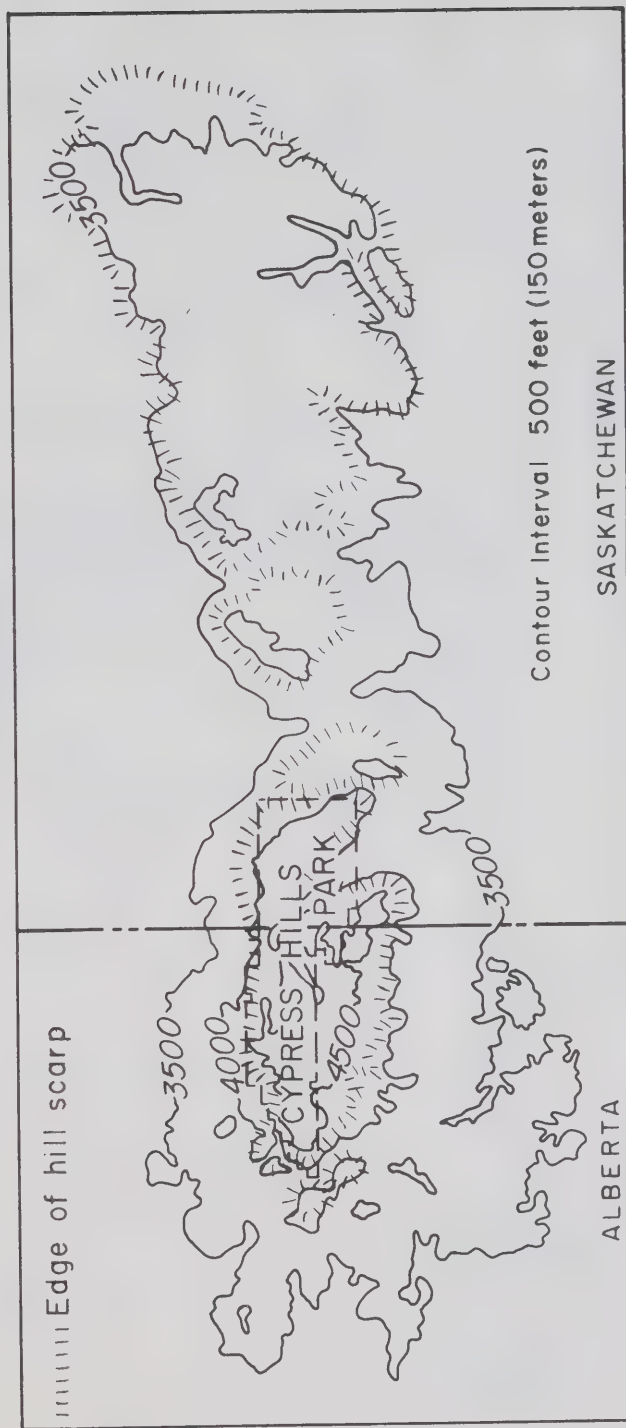 Edge of hill scarp
3500
4000
CYPRESS HILLS
PARK
4500
3500
3500
Contour Interval 500 feet (150 meters)
ALBERTA
SASKATCHEWAN